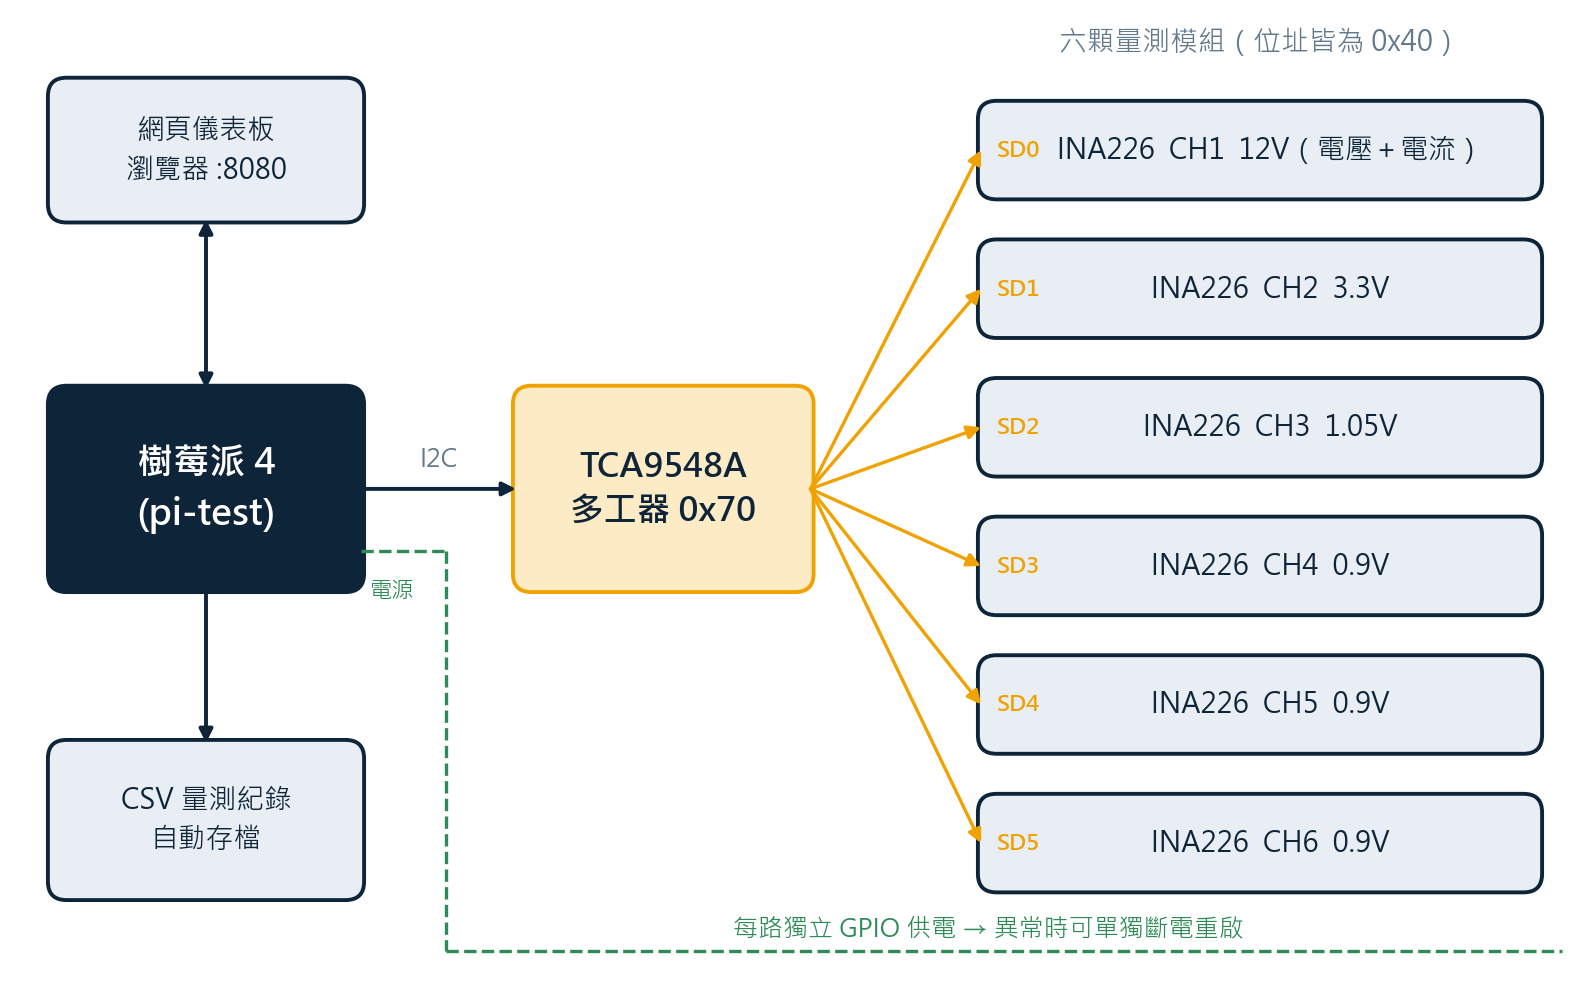 六顆量測模組（位址皆為 0x40）
網頁儀表板
瀏覽器 :8080
SD0 INA226 CH1 12V（電壓＋電流）
SD1 INA226 CH2 3.3V
SD2 INA226 CH3 1.05V
樹莓派 4
(pi-test)
I2C
TCA9548A
多工器 0x70
SD3 INA226 CH4 0.9V
電源
SD4 INA226 CH5 0.9V
CSV 量測紀錄
自動存檔
SD5 INA226 CH6 0.9V
每路獨立 GPIO 供電 → 異常時可單獨斷電重啟